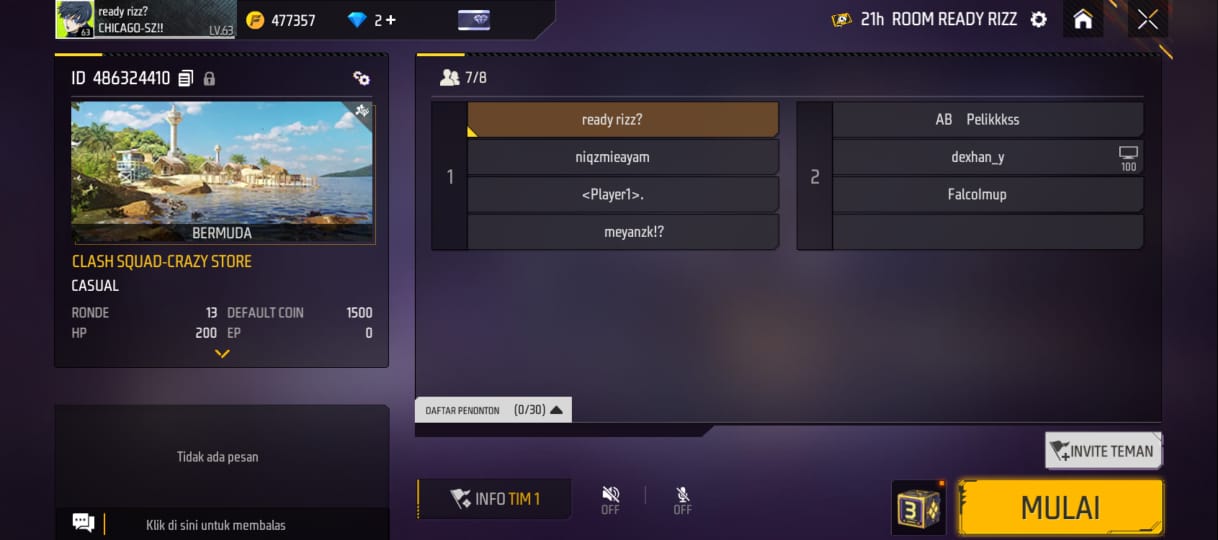 ready rizz?
CHICAGO-SZ!!
LV.63
63
477357
2 +
21h ROOM READY RIZZ
ID 486324410
BERMUDA
CLASH SQUAD-CRAZY STORE
CASUAL
RONDE 13 DEFAULT COIN 1500
HP 200 EP 0
Tidak ada pesan
Klik di sini untuk membalas
7/8
1
ready rizz?
niqzmieayam
<Player1>.
meyanzk!?
2
AB Pelikkkss
dexhan_y
100
Falcolmup
DAFTAR PENONTON (0/30)
INVITE TEMAN
INFO TIM 1
OFF
OFF
3
MULAI